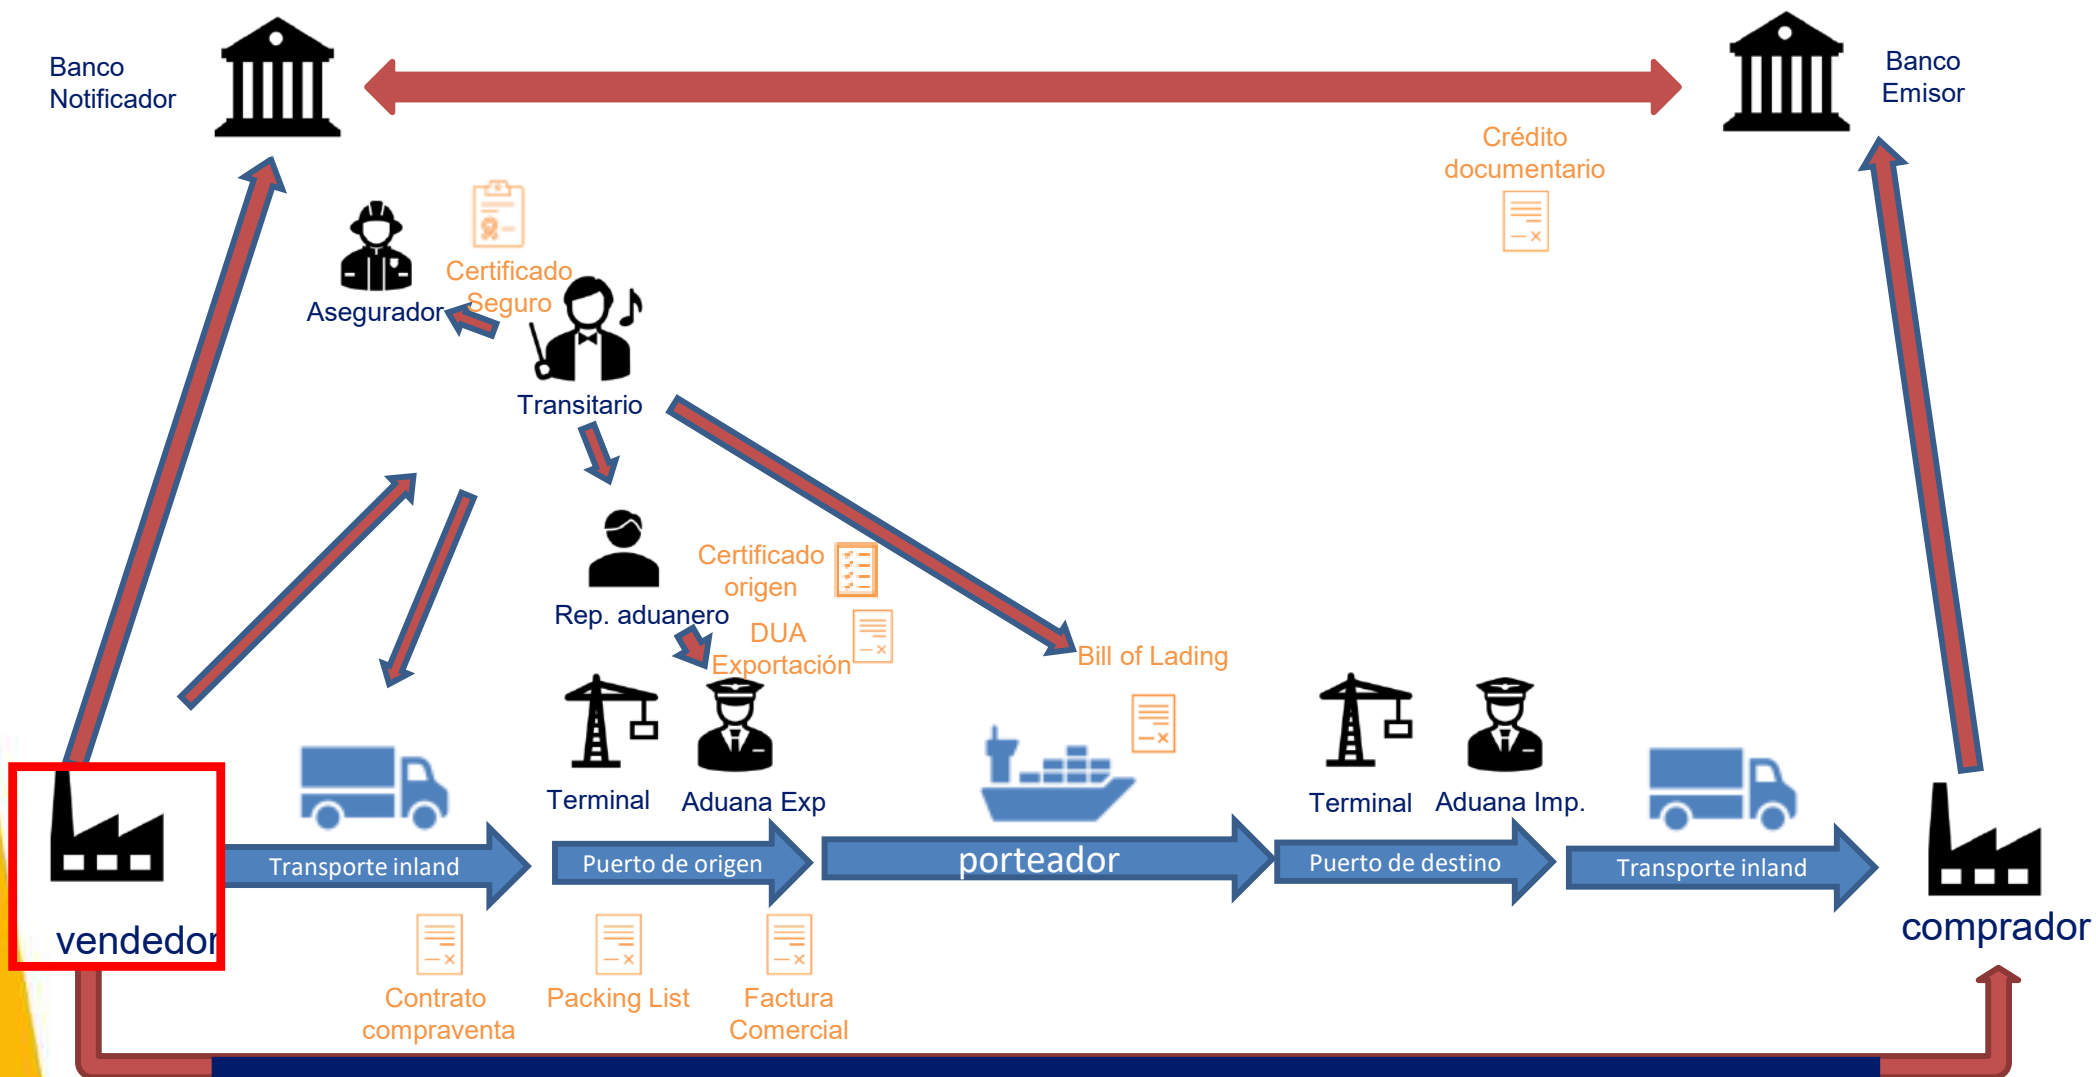 Banco
Notificador
Banco
Emisor
Crédito
documentario
Certificado
Seguro
Asegurador
Transitario
Certificado
origen
Rep. aduanero
DUA
Exportación
Bill of Lading
Terminal
Aduana Exp
Terminal
Aduana Imp.
Transporte inland
Puerto de origen
porteador
Puerto de destino
Transporte inland
vendedor
comprador
Contrato
compraventa
Packing List
Factura
Comercial